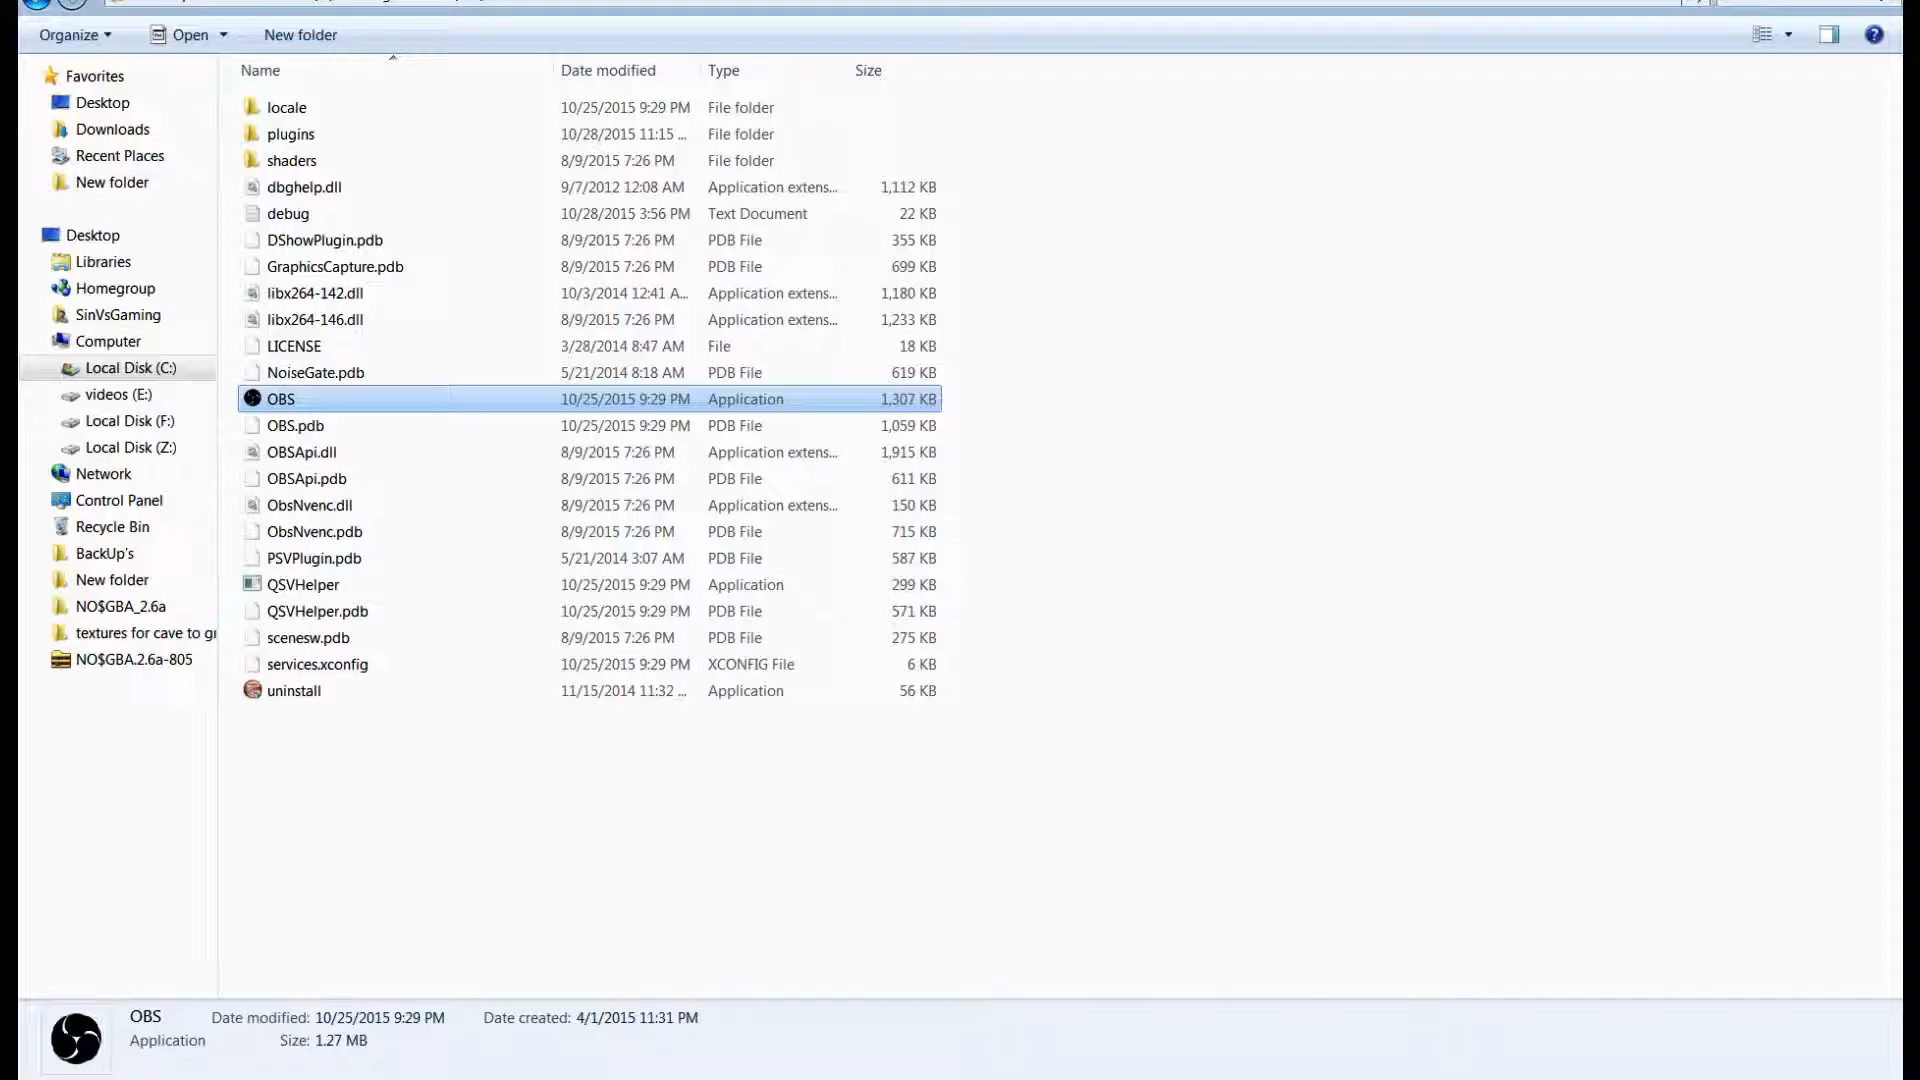 Organize Open New folder
Name Date modified Type Size
Favorites
Desktop
Downloads
Recent Places
New folder
Desktop
Libraries
Homegroup
SinVsGaming
Computer
Local Disk (C:)
videos (E:)
Local Disk (F:)
Local Disk (Z:)
Network
Control Panel
Recycle Bin
BackUp's
New folder
NO$GBA_2.6a
textures for cave to gr
NO$GBA.2.6a-805
locale 10/25/2015 9:29 PM File folder
plugins 10/28/2015 11:15 ... File folder
shaders 8/9/2015 7:26 PM File folder
dbghelp.dll 9/7/2012 12:08 AM Application extens... 1,112 KB
debug 10/28/2015 3:56 PM Text Document 22 KB
DShowPlugin.pdb 8/9/2015 7:26 PM PDB File 355 KB
GraphicsCapture.pdb 8/9/2015 7:26 PM PDB File 699 KB
libx264-142.dll 10/3/2014 12:41 A... Application extens... 1,180 KB
libx264-146.dll 8/9/2015 7:26 PM Application extens... 1,233 KB
LICENSE 3/28/2014 8:47 AM File 18 KB
NoiseGate.pdb 5/21/2014 8:18 AM PDB File 619 KB
OBS 10/25/2015 9:29 PM Application 1,307 KB
OBS.pdb 10/25/2015 9:29 PM PDB File 1,059 KB
OBSApi.dll 8/9/2015 7:26 PM Application extens... 1,915 KB
OBSApi.pdb 8/9/2015 7:26 PM PDB File 611 KB
ObsNvenc.dll 8/9/2015 7:26 PM Application extens... 150 KB
ObsNvenc.pdb 8/9/2015 7:26 PM PDB File 715 KB
PSVPlugin.pdb 5/21/2014 3:07 AM PDB File 587 KB
QSVHelper 10/25/2015 9:29 PM Application 299 KB
QSVHelper.pdb 10/25/2015 9:29 PM PDB File 571 KB
scenesw.pdb 8/9/2015 7:26 PM PDB File 275 KB
services.xconfig 10/25/2015 9:29 PM XCONFIG File 6 KB
uninstall 11/15/2014 11:32 ... Application 56 KB
OBS Date modified: 10/25/2015 9:29 PM Date created: 4/1/2015 11:31 PM
Application Size: 1.27 MB